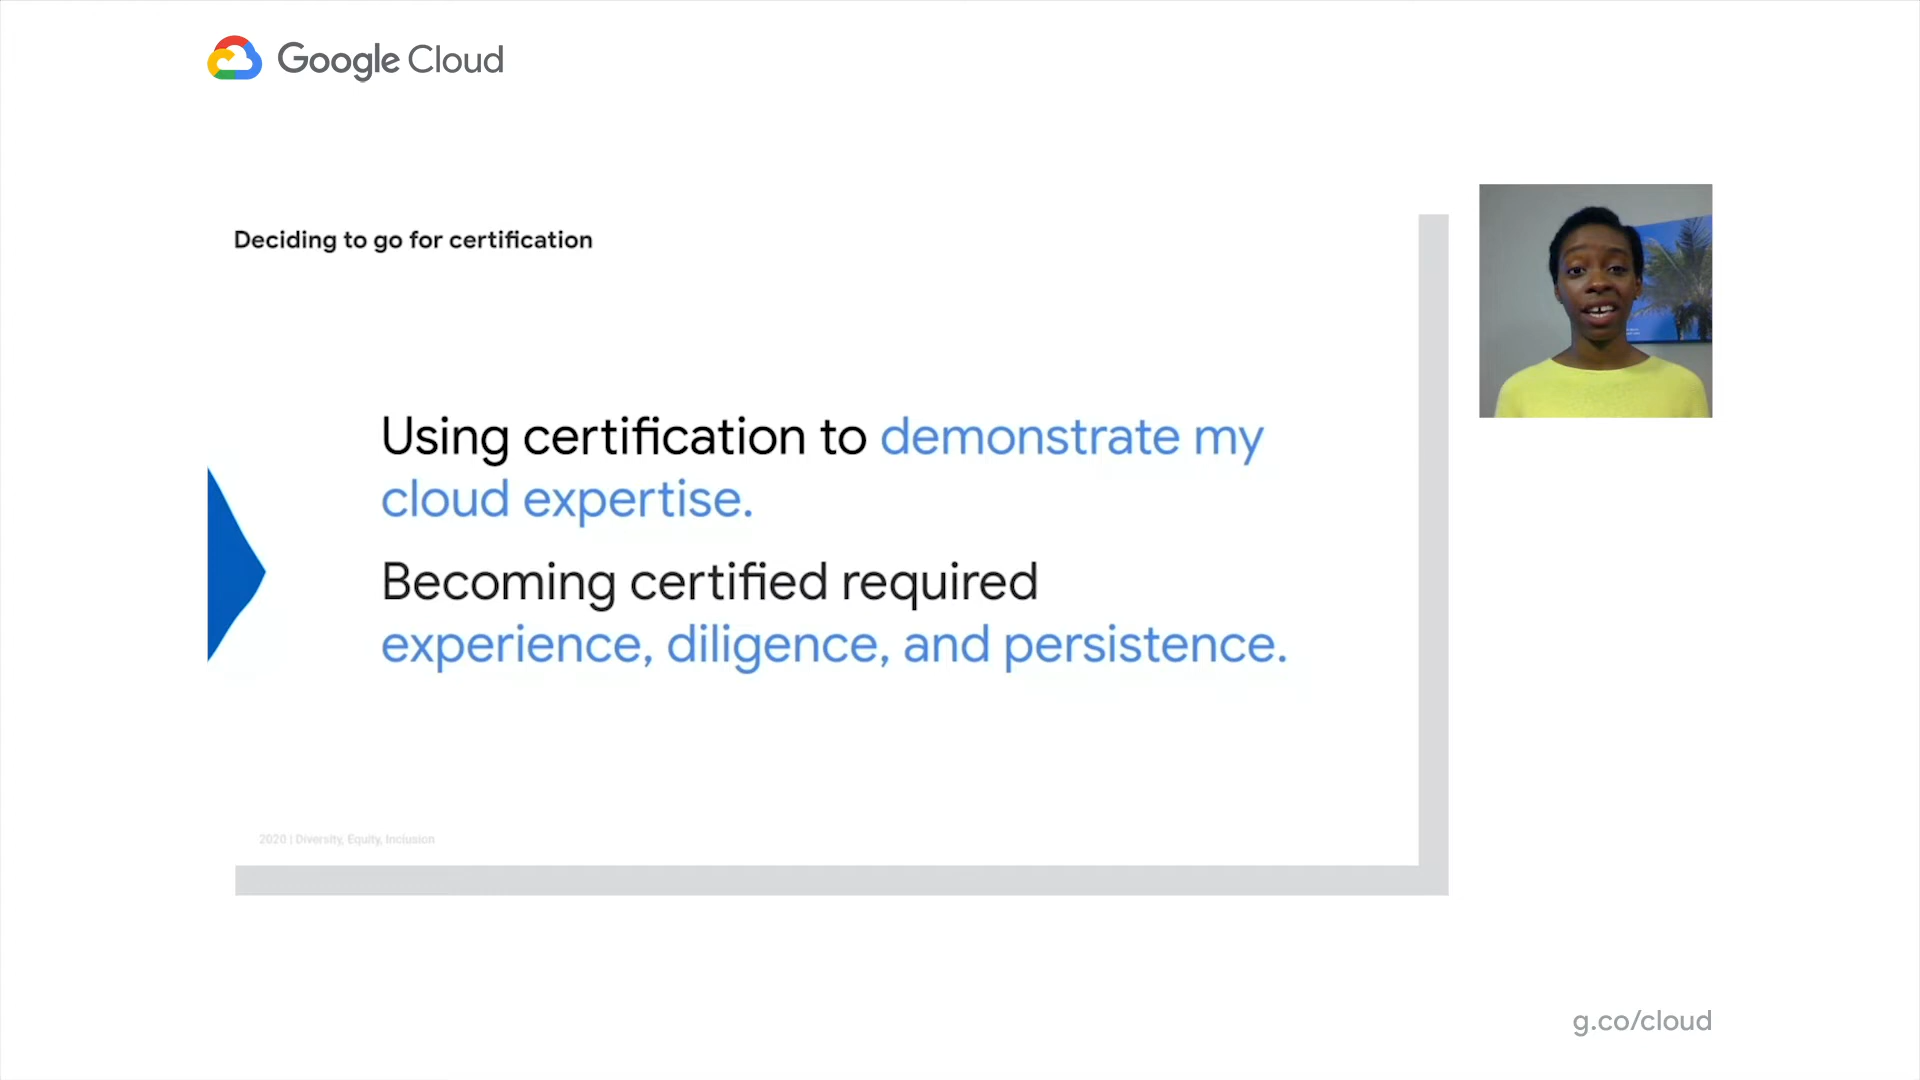 Google Cloud
Deciding to go for certification
Using certification to demonstrate my
cloud expertise.
Becoming certified required
experience, diligence, and persistence.
2020 | Diversity, Equity, Inclusion
g.co/cloud